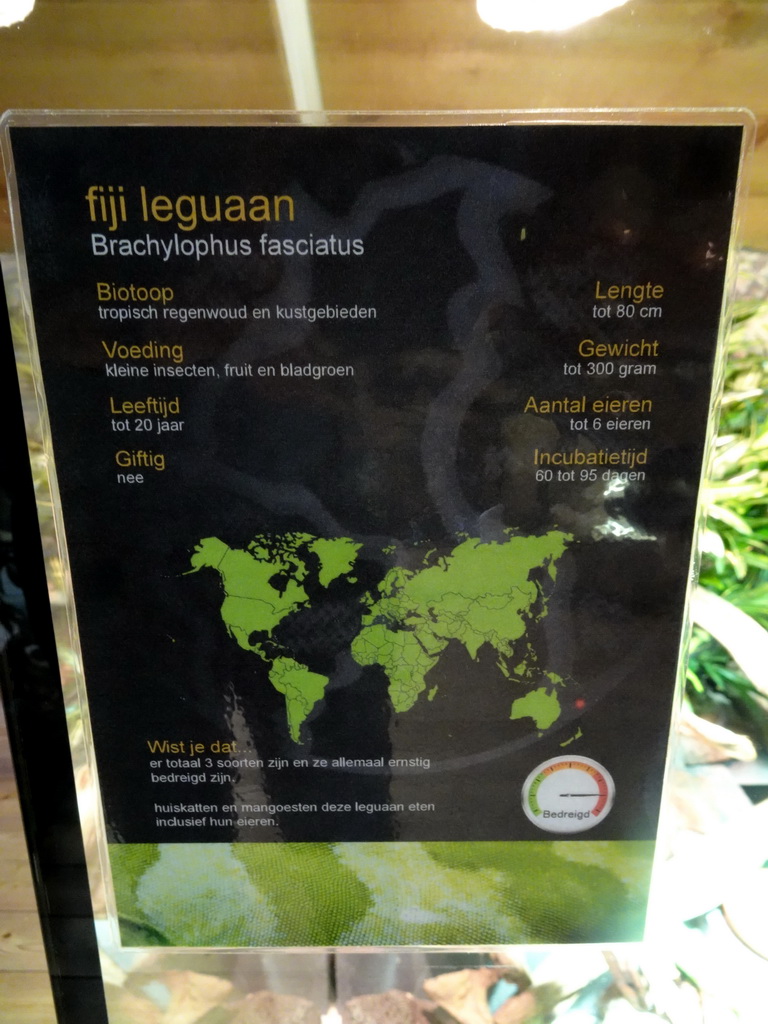 fiji leguaan
Brachylophus fasciatus
Biotoop
tropisch regenwoud en kustgebieden
Voeding
kleine insecten, fruit en bladgroen
Leeftijd
tot 20 jaar
Giftig
nee
Lengte
tot 80 cm
Gewicht
tot 300 gram
Aantal eieren
tot 6 eieren
Incubatietijd
60 tot 95 dagen
Wist je dat...
er totaal 3 soorten zijn en ze allemaal ernstig
bedreigd zijn.
huiskatten en mangoesten deze leguaan eten
inclusief hun eieren.
Bedreigd